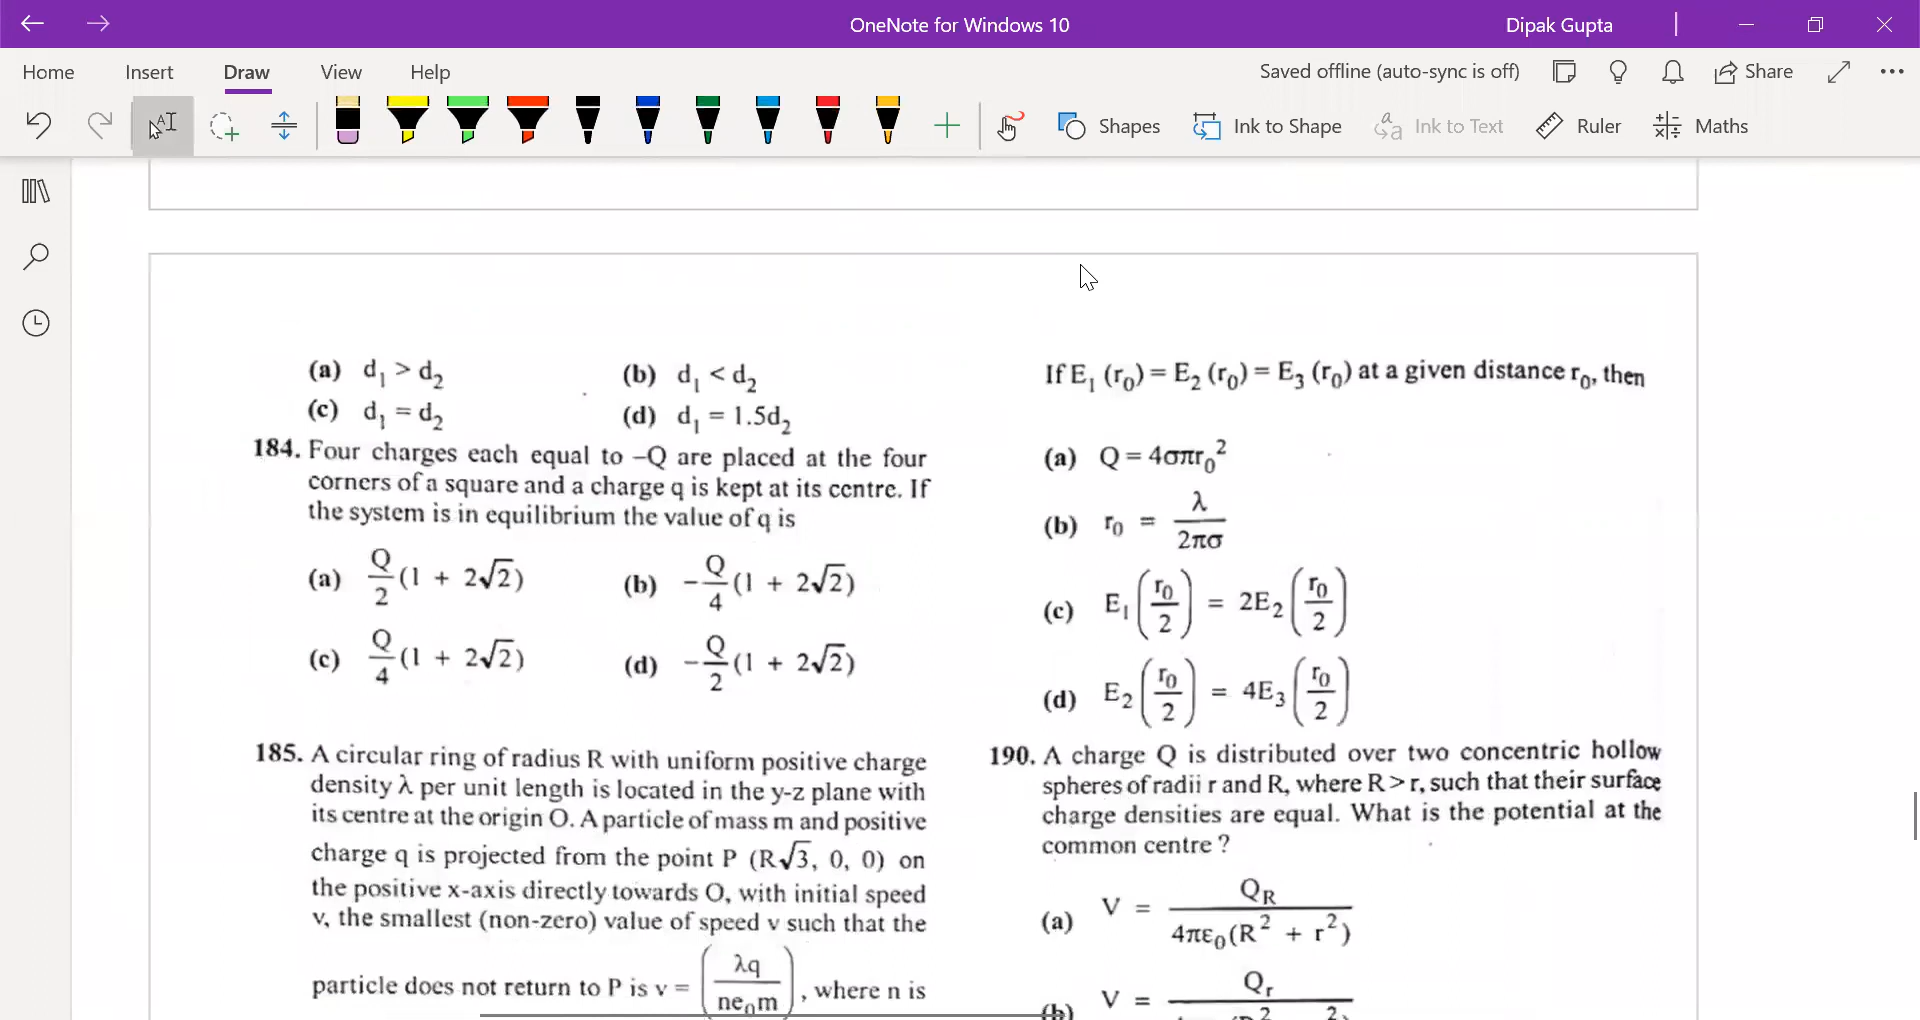 OneNote for Windows 10
Dipak Gupta
Home Insert Draw View Help
Saved offline (auto-sync is off) Share
Shapes Ink to Shape Ink to Text Ruler Maths
(a) d₁ > d₂ (b) d₁ < d₂
(c) d₁ = d₂ (d) d₁ = 1.5d₂
184. Four charges each equal to –Q are placed at the four
corners of a square and a charge q is kept at its centre. If
the system is in equilibrium the value of q is
(a) Q/2 (1 + 2√2) (b) –Q/4 (1 + 2√2)
(c) Q/4 (1 + 2√2) (d) –Q/2 (1 + 2√2)
185. A circular ring of radius R with uniform positive charge
density λ per unit length is located in the y-z plane with
its centre at the origin O. A particle of mass m and positive
charge q is projected from the point P (R√3, 0, 0) on
the positive x-axis directly towards O, with initial speed
v, the smallest (non-zero) value of speed v such that the
particle does not return to P is v = (λq/ne₀m), where n is
If E₁ (r₀) = E₂ (r₀) = E₃ (r₀) at a given distance r₀, then
(a) Q = 4σπr₀²
(b) r₀ = λ/2πσ
(c) E₁(r₀/2) = 2E₂(r₀/2)
(d) E₂(r₀/2) = 4E₃(r₀/2)
190. A charge Q is distributed over two concentric hollow
spheres of radii r and R, where R > r, such that their surface
charge densities are equal. What is the potential at the
common centre ?
(a) V = Q_R/4πε₀(R² + r²)
(b) V = Q_r